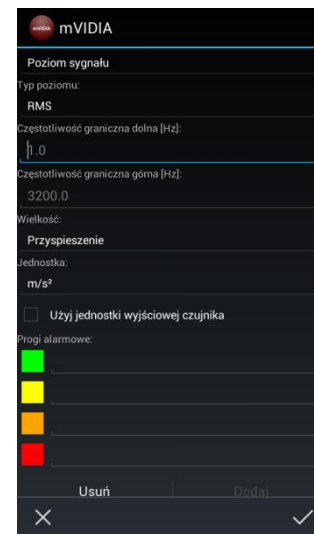 mVIDIA mVIDIA
Poziom sygnału
Typ poziomu:
RMS
Częstotliwość graniczna dolna [Hz]:
1.0
Częstotliwość graniczna górna [Hz]:
3200.0
Wielkość:
Przyspieszenie
Jednostka:
m/s²
Użyj jednostki wyjściowej czujnika
Progi alarmowe:
Usuń Dodaj